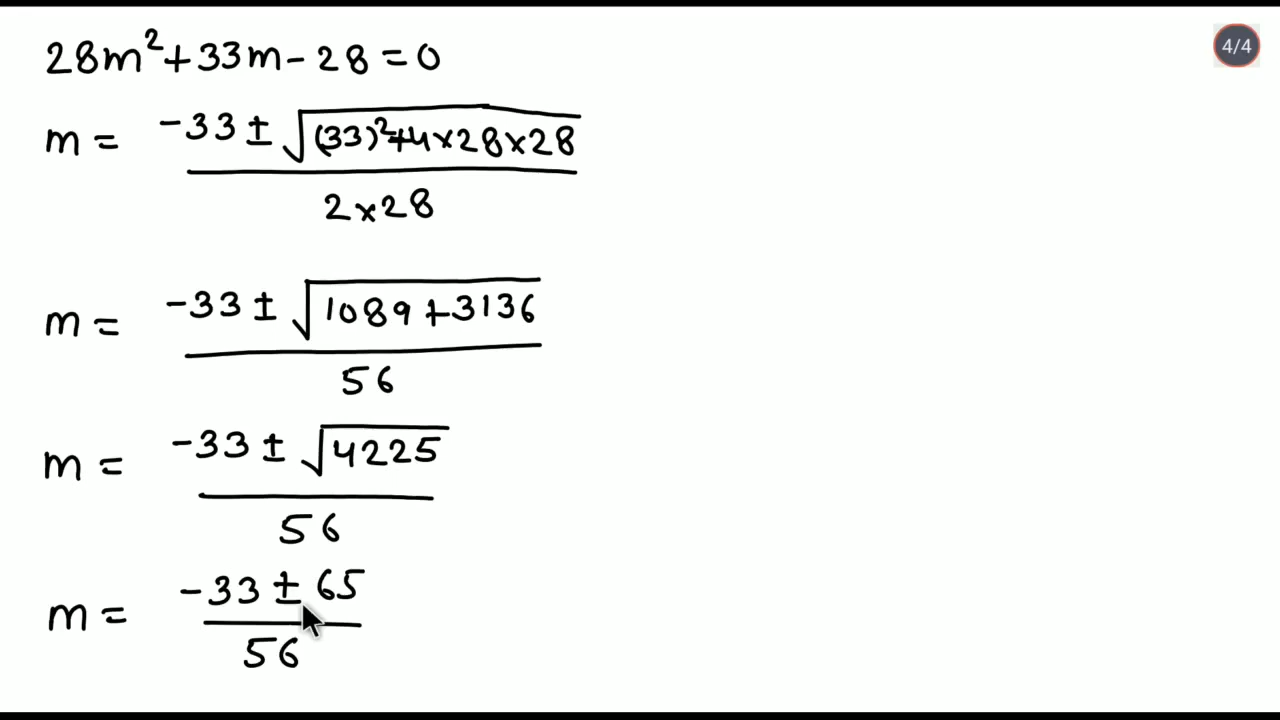 28m²+33m-28=0
4/4
m = -33 ± √(33)²+4×28×28
2×28
m = -33 ± √1089+3136
56
m = -33 ± √4225
56
m = -33 ± 65
56